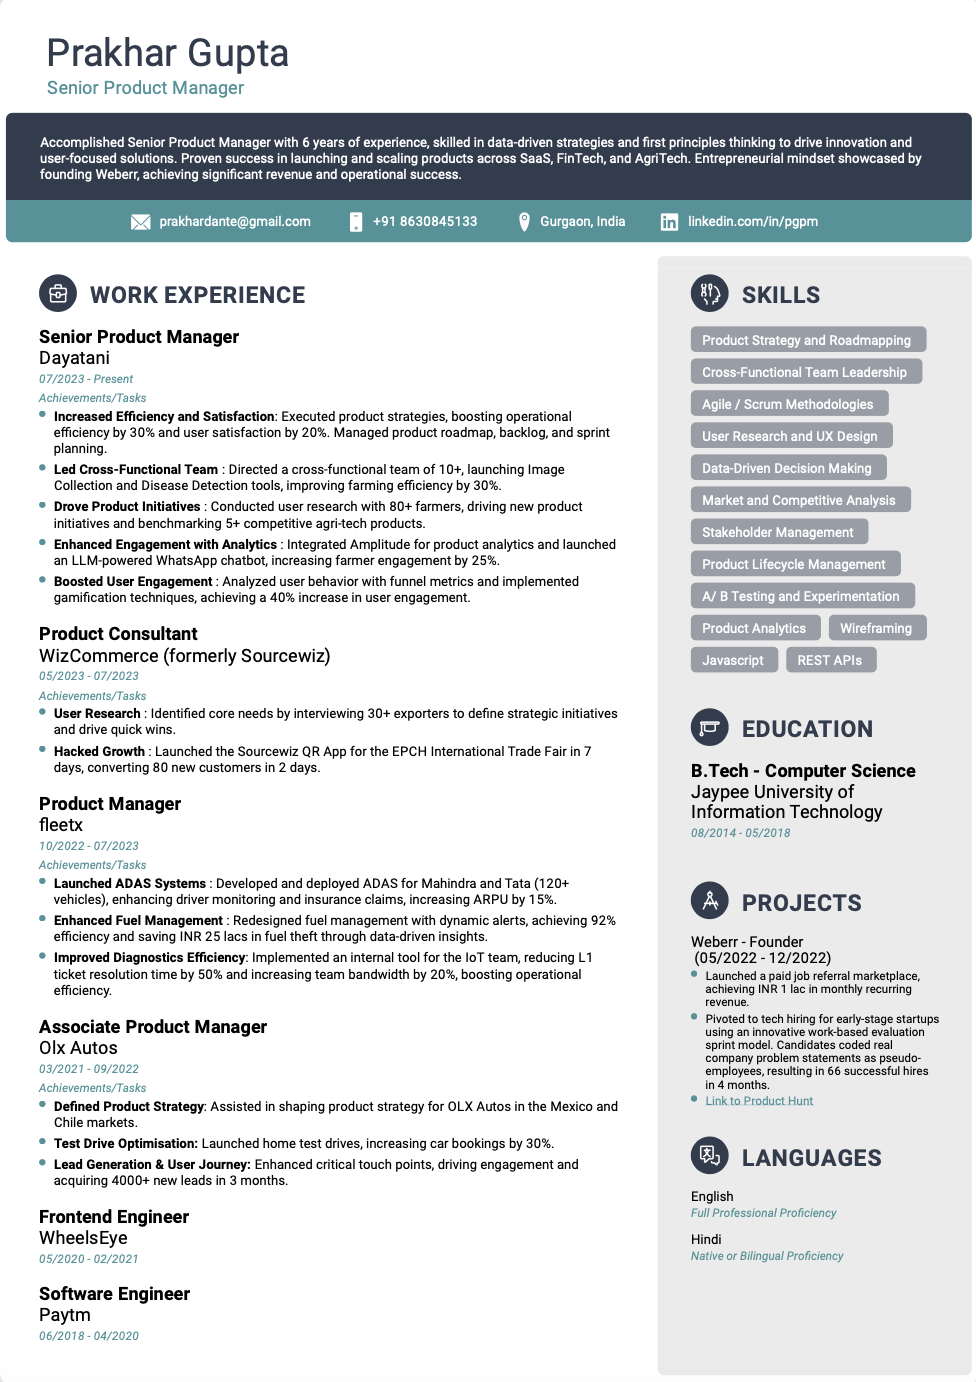 Prakhar Gupta
Senior Product Manager
Accomplished Senior Product Manager with 6 years of experience, skilled in data-driven strategies and first principles thinking to drive innovation and
user-focused solutions. Proven success in launching and scaling products across SaaS, FinTech, and AgriTech. Entrepreneurial mindset showcased by
founding Weberr, achieving significant revenue and operational success.
prakhardante@gmail.com +91 8630845133 Gurgaon, India linkedin.com/in/pgpm
WORK EXPERIENCE
Senior Product Manager
Dayatani
07/2023 - Present
Achievements/Tasks
Increased Efficiency and Satisfaction: Executed product strategies, boosting operational
efficiency by 30% and user satisfaction by 20%. Managed product roadmap, backlog, and sprint
planning.
Led Cross-Functional Team : Directed a cross-functional team of 10+, launching Image
Collection and Disease Detection tools, improving farming efficiency by 30%.
Drove Product Initiatives : Conducted user research with 80+ farmers, driving new product
initiatives and benchmarking 5+ competitive agri-tech products.
Enhanced Engagement with Analytics : Integrated Amplitude for product analytics and launched
an LLM-powered WhatsApp chatbot, increasing farmer engagement by 25%.
Boosted User Engagement : Analyzed user behavior with funnel metrics and implemented
gamification techniques, achieving a 40% increase in user engagement.
Product Consultant
WizCommerce (formerly Sourcewiz)
05/2023 - 07/2023
Achievements/Tasks
User Research : Identified core needs by interviewing 30+ exporters to define strategic initiatives
and drive quick wins.
Hacked Growth : Launched the Sourcewiz QR App for the EPCH International Trade Fair in 7
days, converting 80 new customers in 2 days.
Product Manager
fleetx
10/2022 - 07/2023
Achievements/Tasks
Launched ADAS Systems : Developed and deployed ADAS for Mahindra and Tata (120+
vehicles), enhancing driver monitoring and insurance claims, increasing ARPU by 15%.
Enhanced Fuel Management : Redesigned fuel management with dynamic alerts, achieving 92%
efficiency and saving INR 25 lacs in fuel theft through data-driven insights.
Improved Diagnostics Efficiency: Implemented an internal tool for the IoT team, reducing L1
ticket resolution time by 50% and increasing team bandwidth by 20%, boosting operational
efficiency.
Associate Product Manager
Olx Autos
03/2021 - 09/2022
Achievements/Tasks
Defined Product Strategy: Assisted in shaping product strategy for OLX Autos in the Mexico and
Chile markets.
Test Drive Optimisation: Launched home test drives, increasing car bookings by 30%.
Lead Generation & User Journey: Enhanced critical touch points, driving engagement and
acquiring 4000+ new leads in 3 months.
Frontend Engineer
WheelsEye
05/2020 - 02/2021
Software Engineer
Paytm
06/2018 - 04/2020
SKILLS
Product Strategy and Roadmapping
Cross-Functional Team Leadership
Agile / Scrum Methodologies
User Research and UX Design
Data-Driven Decision Making
Market and Competitive Analysis
Stakeholder Management
Product Lifecycle Management
A/ B Testing and Experimentation
Product Analytics Wireframing
Javascript REST APIs
EDUCATION
B.Tech - Computer Science
Jaypee University of
Information Technology
08/2014 - 05/2018
PROJECTS
Weberr - Founder
(05/2022 - 12/2022)
Launched a paid job referral marketplace,
achieving INR 1 lac in monthly recurring
revenue.
Pivoted to tech hiring for early-stage startups
using an innovative work-based evaluation
sprint model. Candidates coded real
company problem statements as pseudo-
employees, resulting in 66 successful hires
in 4 months.
Link to Product Hunt
LANGUAGES
English
Full Professional Proficiency
Hindi
Native or Bilingual Proficiency